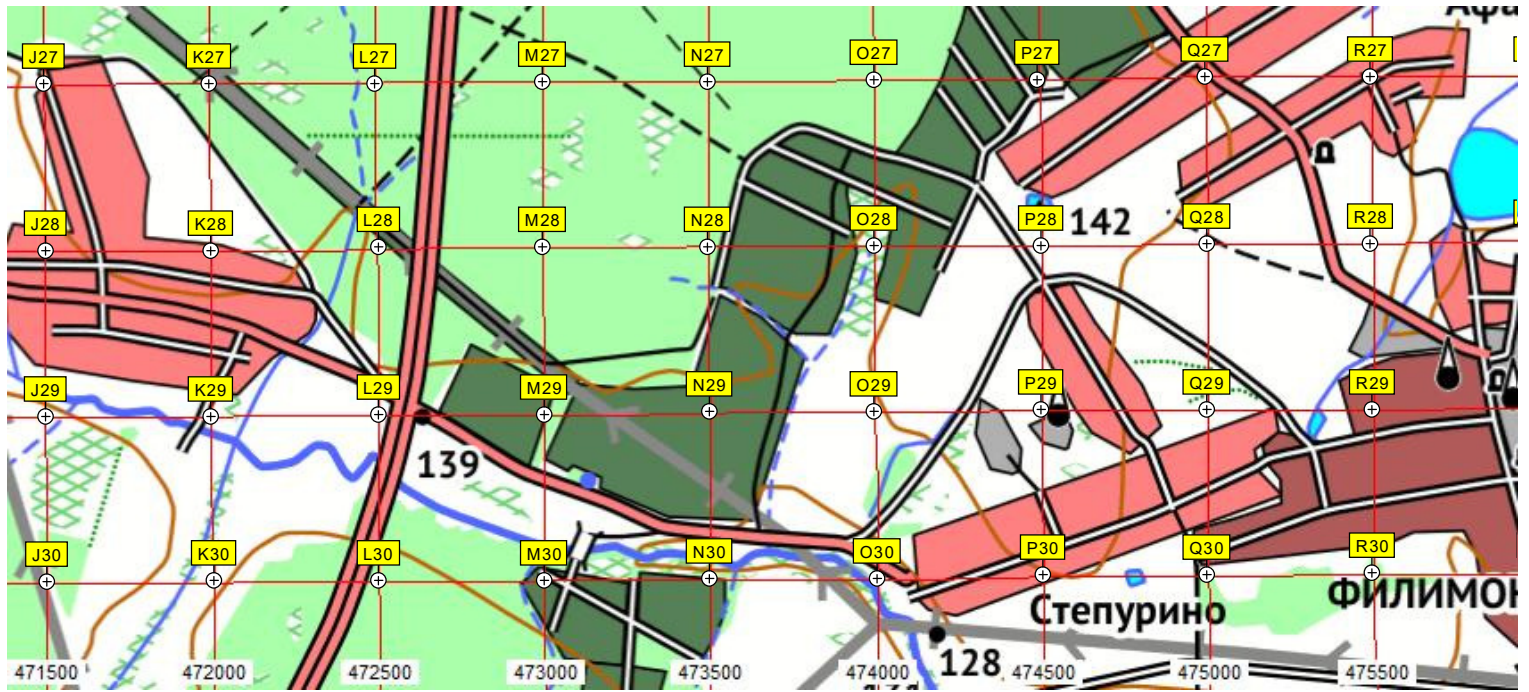 J27 K27 L27 M27 N27 O27 P27 Q27 R27
Д
J28 K28 L28 M28 N28 O28 P28 142 Q28 R28
J29 K29 L29 M29 N29 O29 P29 Q29 R29
139
J30 K30 L30 M30 N30 O30 P30 Q30 R30
Степурино
128
471500 472000 472500 473000 473500 474000 474500 475000 475500